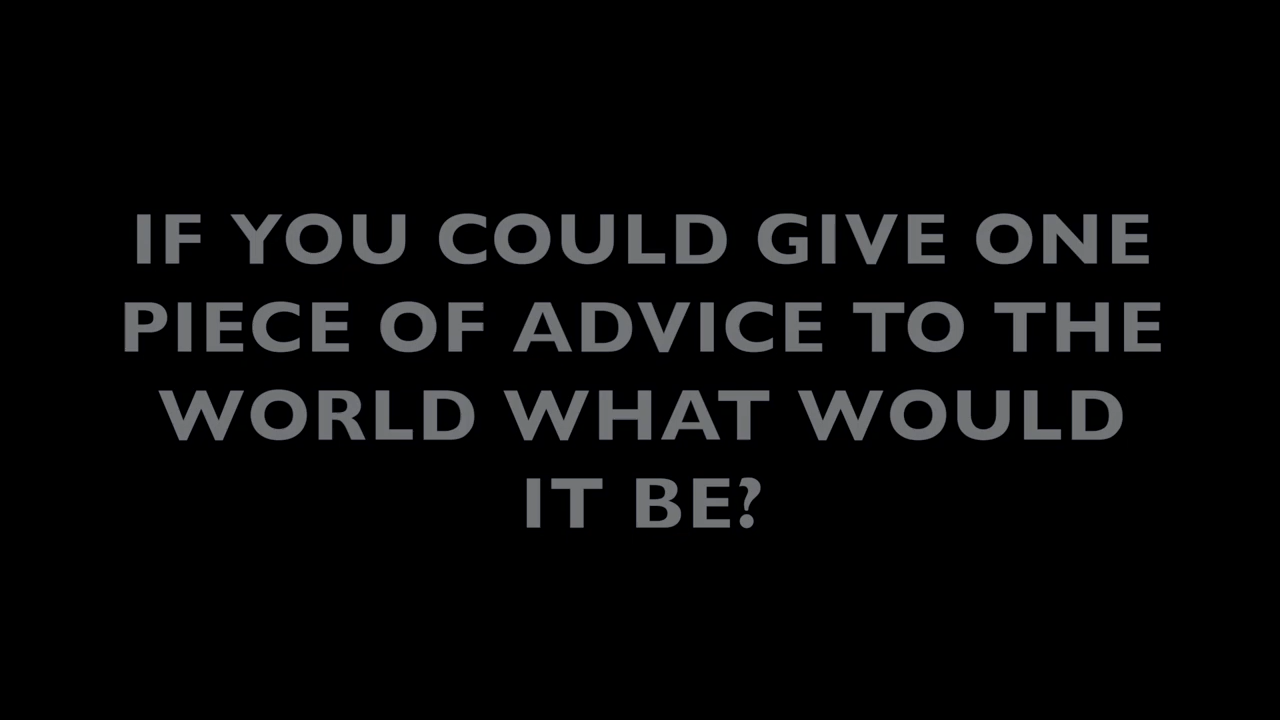 IF YOU COULD GIVE ONE
PIECE OF ADVICE TO THE
WORLD WHAT WOULD
IT BE?